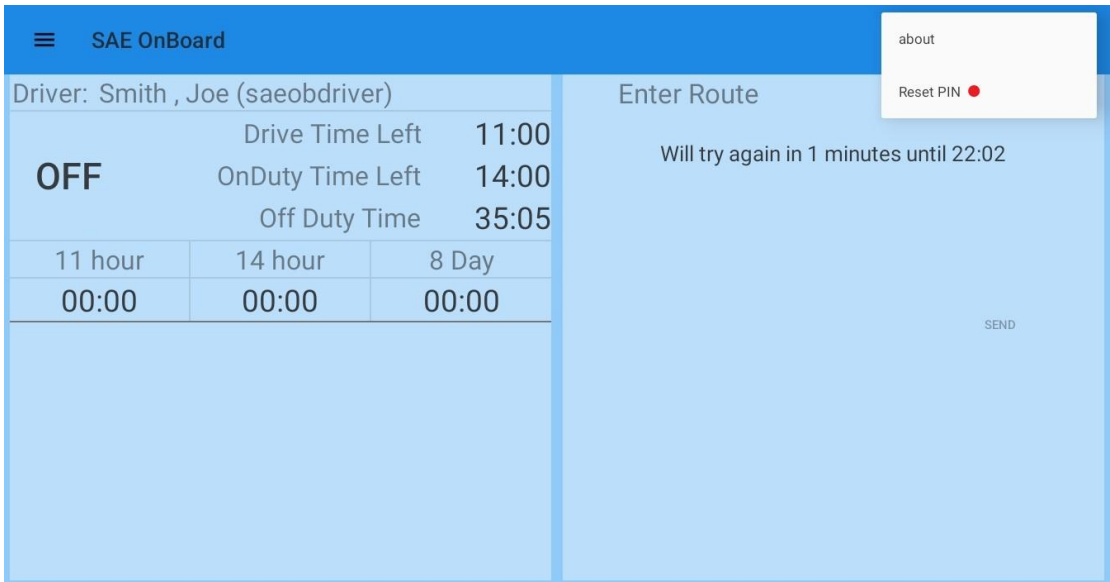 SAE OnBoard
about
Reset PIN
Driver: Smith , Joe (saeobdriver)
OFF
Drive Time Left 11:00
OnDuty Time Left 14:00
Off Duty Time 35:05
11 hour 14 hour 8 Day
00:00 00:00 00:00
Enter Route
Will try again in 1 minutes until 22:02
SEND